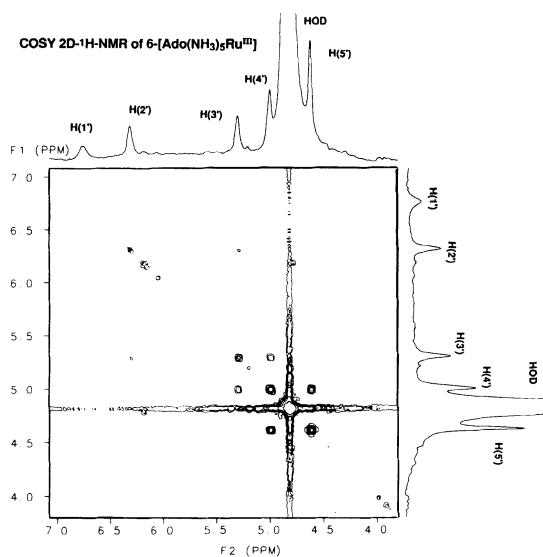 COSY 2D-¹H-NMR of 6-[Ado(NH₃)₅Ruᴵᴵᴵ]
HOD
H(5')
H(4')
H(3')
H(2')
H(1')
F1 (PPM)
7.0
6.5
6.0
5.5
5.0
4.5
4.0
7.0 6.5 6.0 5.5 5.0 4.5 4.0
F2 (PPM)
H(1')
H(2')
H(3')
H(4')
HOD
H(5')